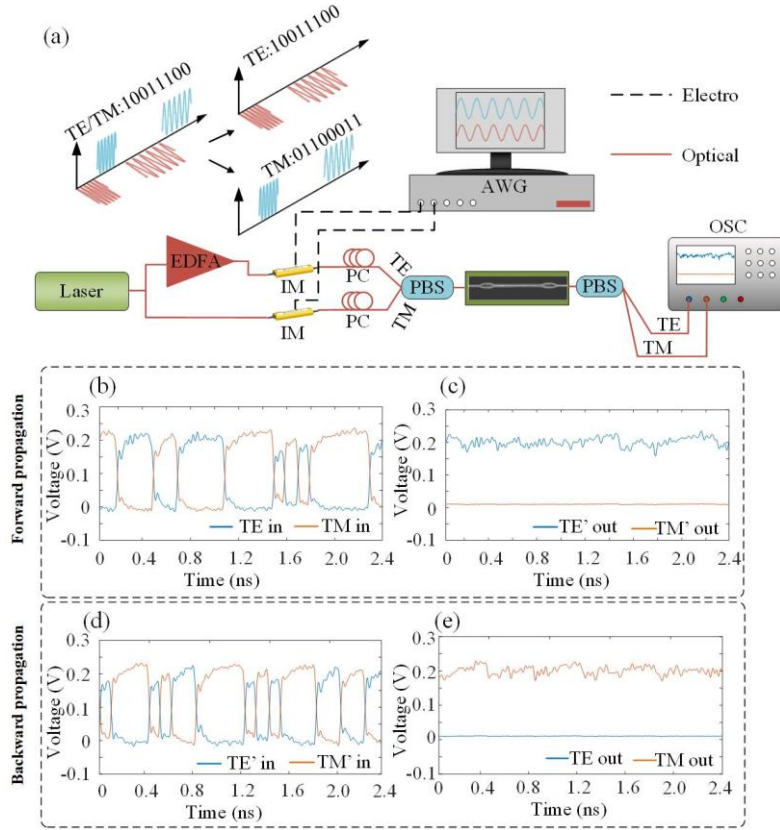 (a)
TE/TM:10011100
TE:10011100
TM:01100011
AWG
Electro
Optical
OSC
Laser
EDFA
IM
IM
PC
PC
TE
TM
PBS
PBS
TE
TM
Forward propagation
(b)
0.3
0.2
0.1
0
-0.1
Voltage (V)
TE in
TM in
0
0.4
0.8
1.2
1.6
2.0
2.4
Time (ns)
(c)
0.3
0.2
0.1
0
-0.1
Voltage (V)
TE’ out
TM’ out
0
0.4
0.8
1.2
1.6
2.0
2.4
Time (ns)
Backward propagation
(d)
0.3
0.2
0.1
0
-0.1
Voltage (V)
TE’ in
TM’ in
0
0.4
0.8
1.2
1.6
2.0
2.4
Time (ns)
(e)
0.3
0.2
0.1
0
-0.1
Voltage (V)
TE out
TM out
0
0.4
0.8
1.2
1.6
2.0
2.4
Time (ns)